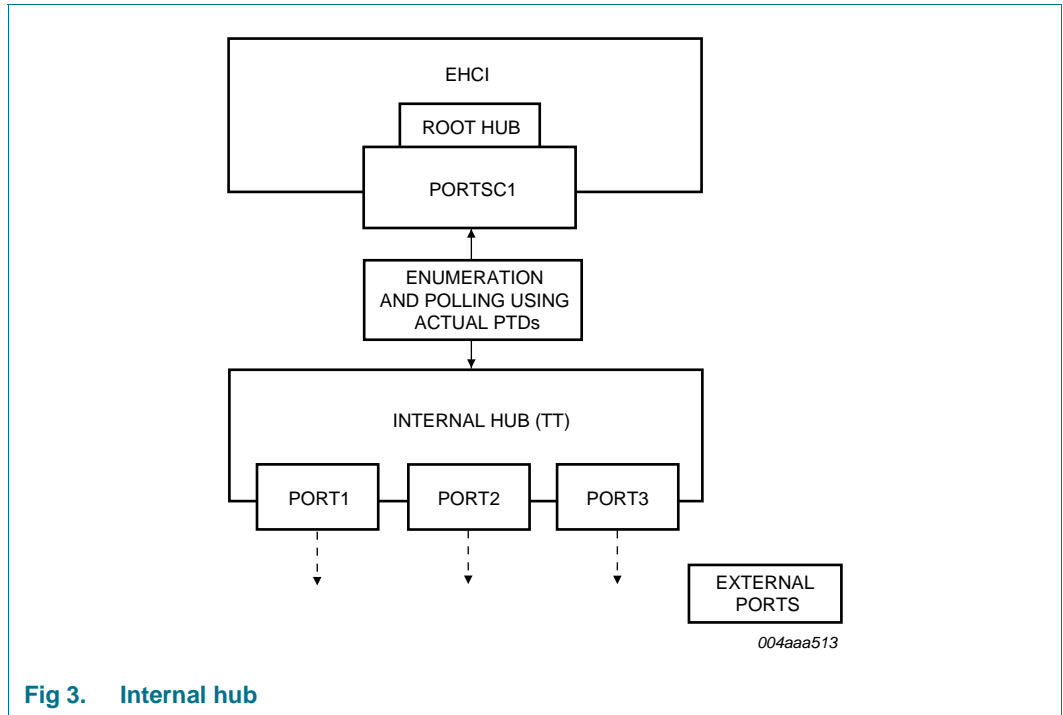 EHCI
ROOT HUB
PORTSC1
ENUMERATION
AND POLLING USING
ACTUAL PTDs
INTERNAL HUB (TT)
PORT1 PORT2 PORT3
EXTERNAL
PORTS
004aaa513
Fig 3. Internal hub